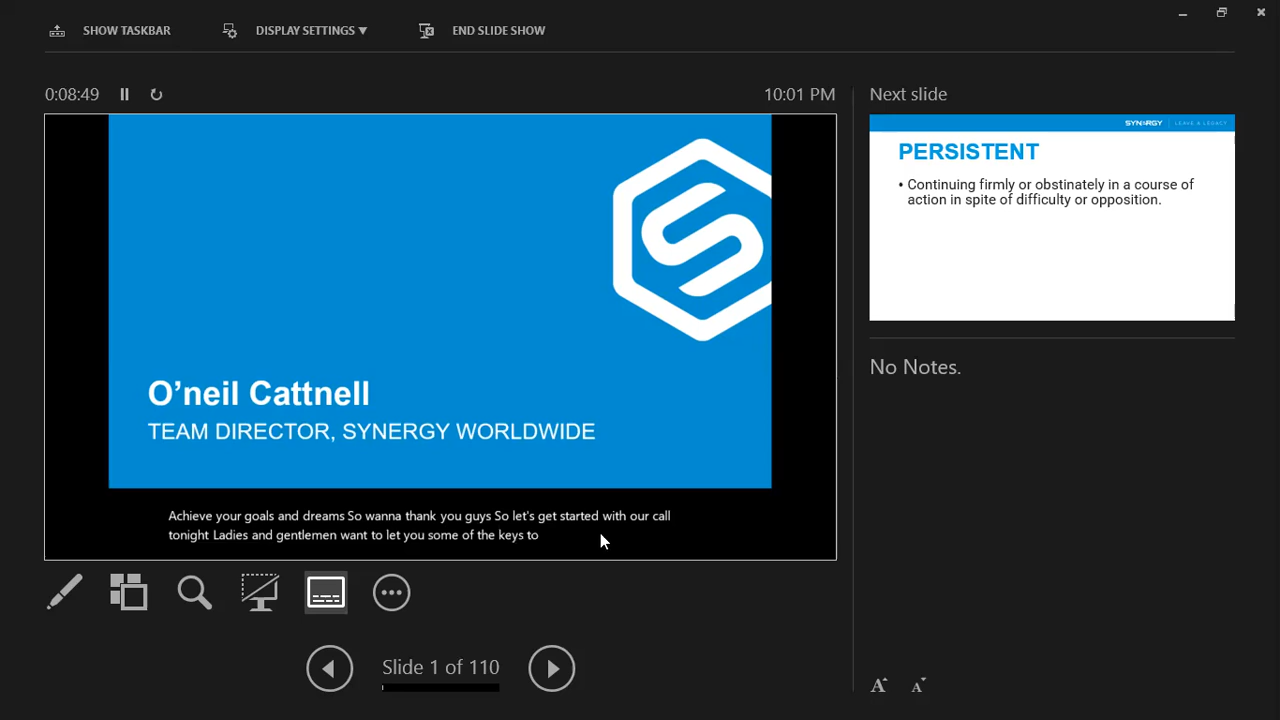 SHOW TASKBAR
DISPLAY SETTINGS ▼
END SLIDE SHOW
0:08:49
10:01 PM
O’neil Cattnell
TEAM DIRECTOR, SYNERGY WORLDWIDE
Achieve your goals and dreams So wanna thank you guys So let's get started with our call
tonight Ladies and gentlemen want to let you some of the keys to
Slide 1 of 110
Next slide
SYNERGY | LEAVE A LEGACY
PERSISTENT
• Continuing firmly or obstinately in a course of
action in spite of difficulty or opposition.
No Notes.
A A